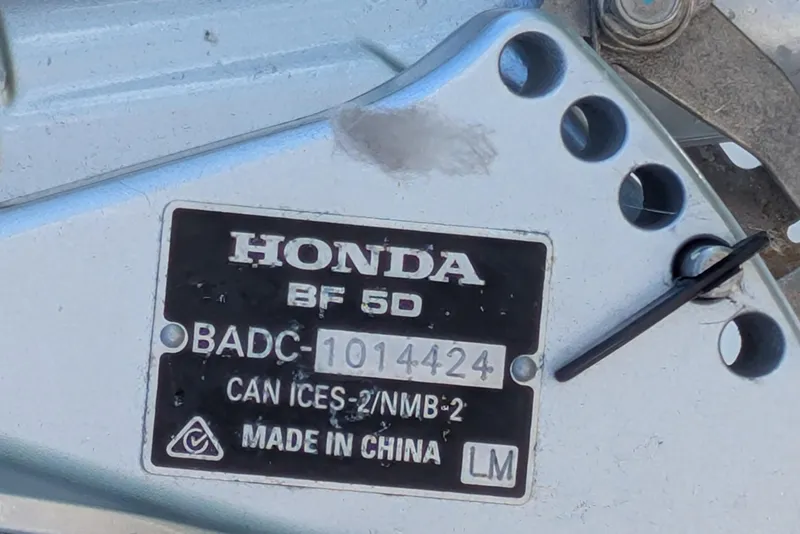 HONDA
BF 5D
BADC-1014424
CAN ICES-2/NMB-2
MADE IN CHINA
LM